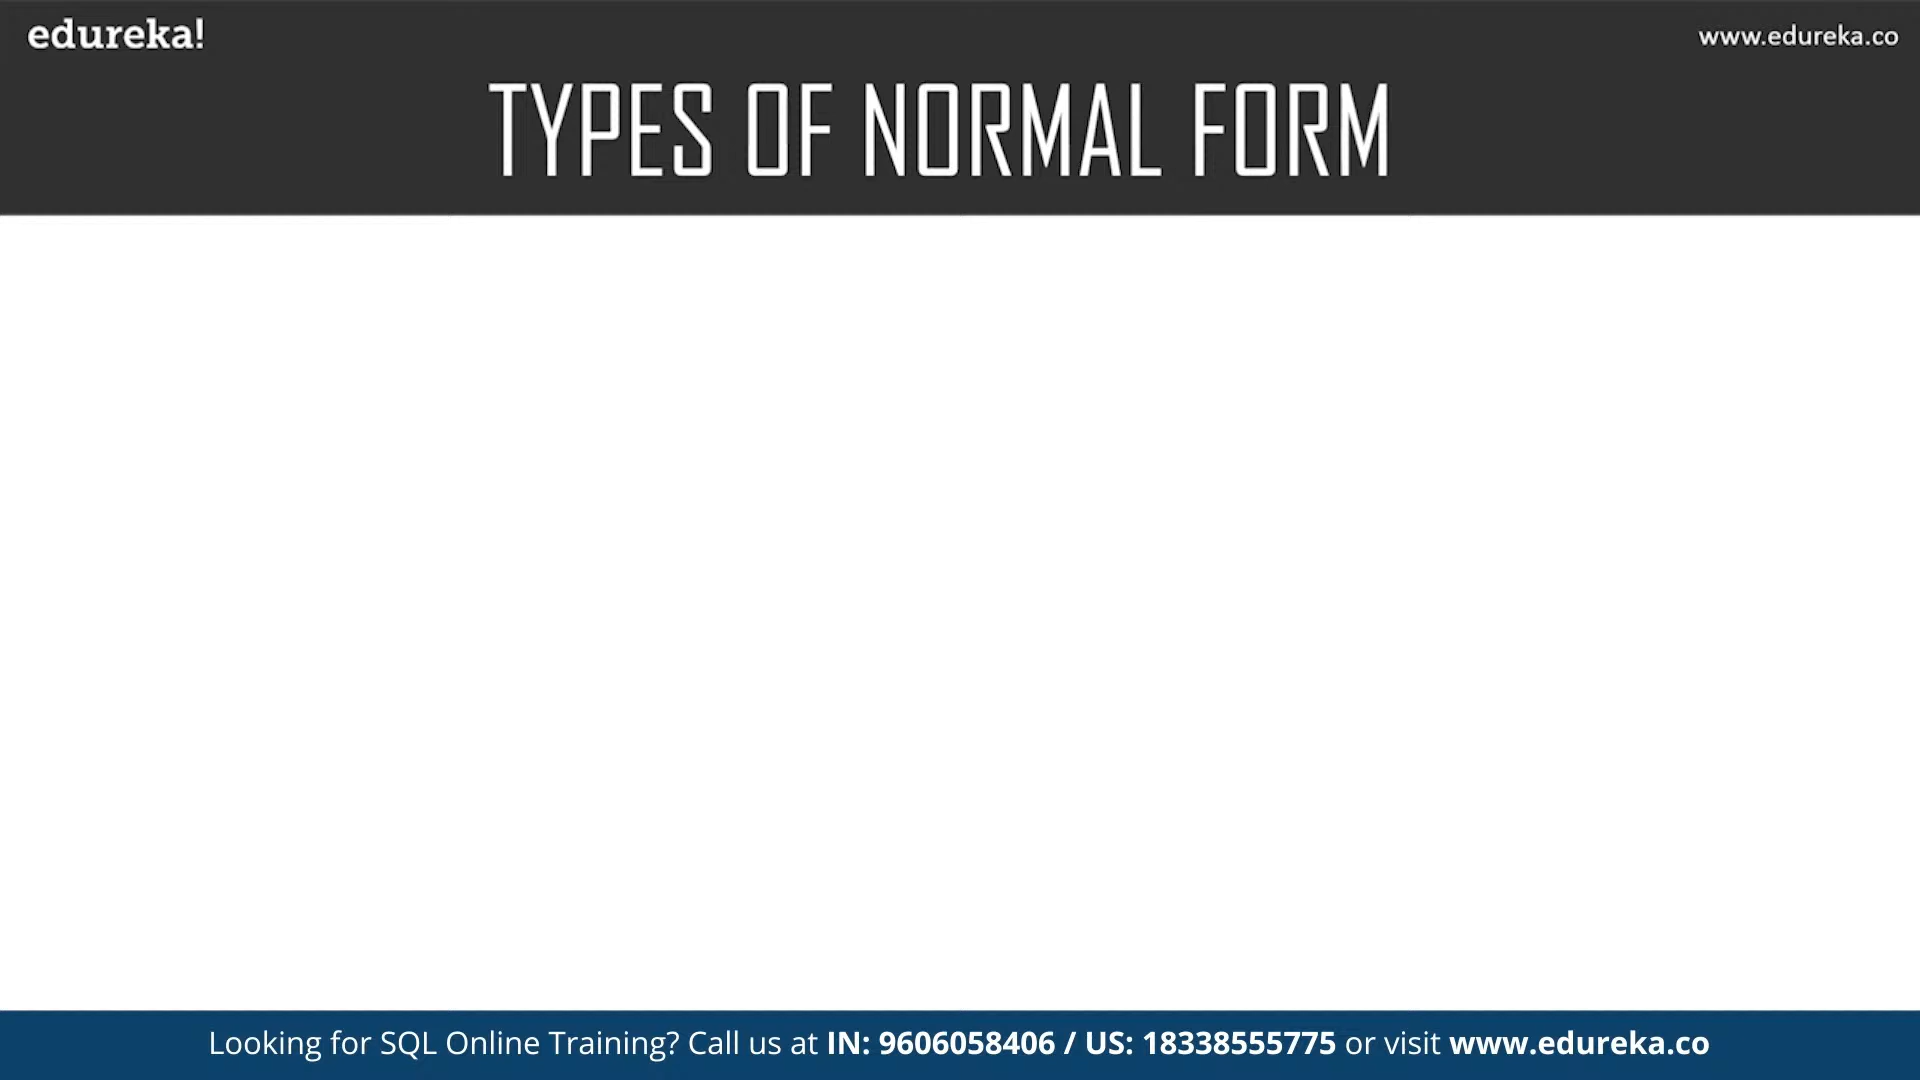 edureka!
www.edureka.co
TYPES OF NORMAL FORM
Looking for SQL Online Training? Call us at IN: 9606058406 / US: 18338555775 or visit www.edureka.co